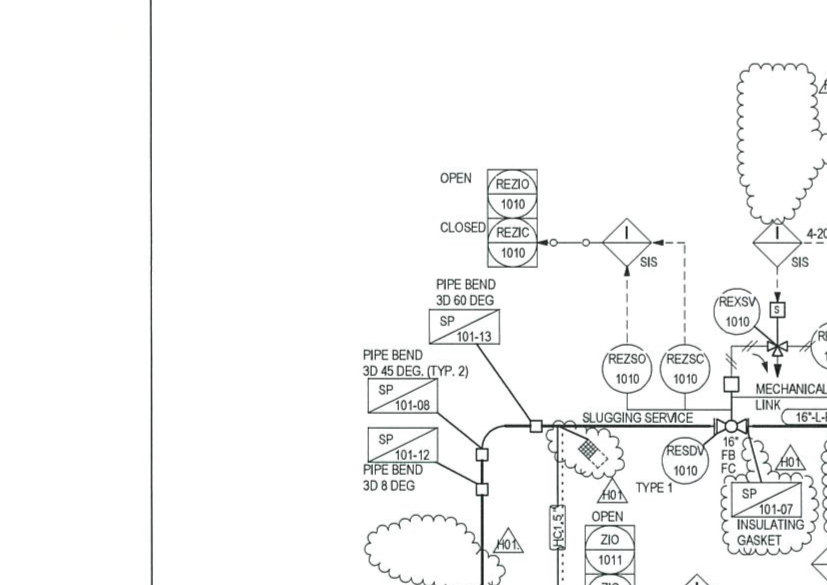 OPEN
REZIO
1010
CLOSED
REZIC
1010
I
SIS
I
4-20
SIS
PIPE BEND
3D 60 DEG
SP
101-13
REXSV
1010
S
PIPE BEND
3D 45 DEG. (TYP. 2)
SP
101-08
REZSO
1010
REZSC
1010
MECHANICAL
LINK
SLUGGING SERVICE
16"-L-
SP
101-12
PIPE BEND
3D 8 DEG
RESDV
1010
16"
FB
FC
H01
H01
TYPE 1
SP
101-07
INSULATING
GASKET
HC1.5"
OPEN
ZIO
1011
H01